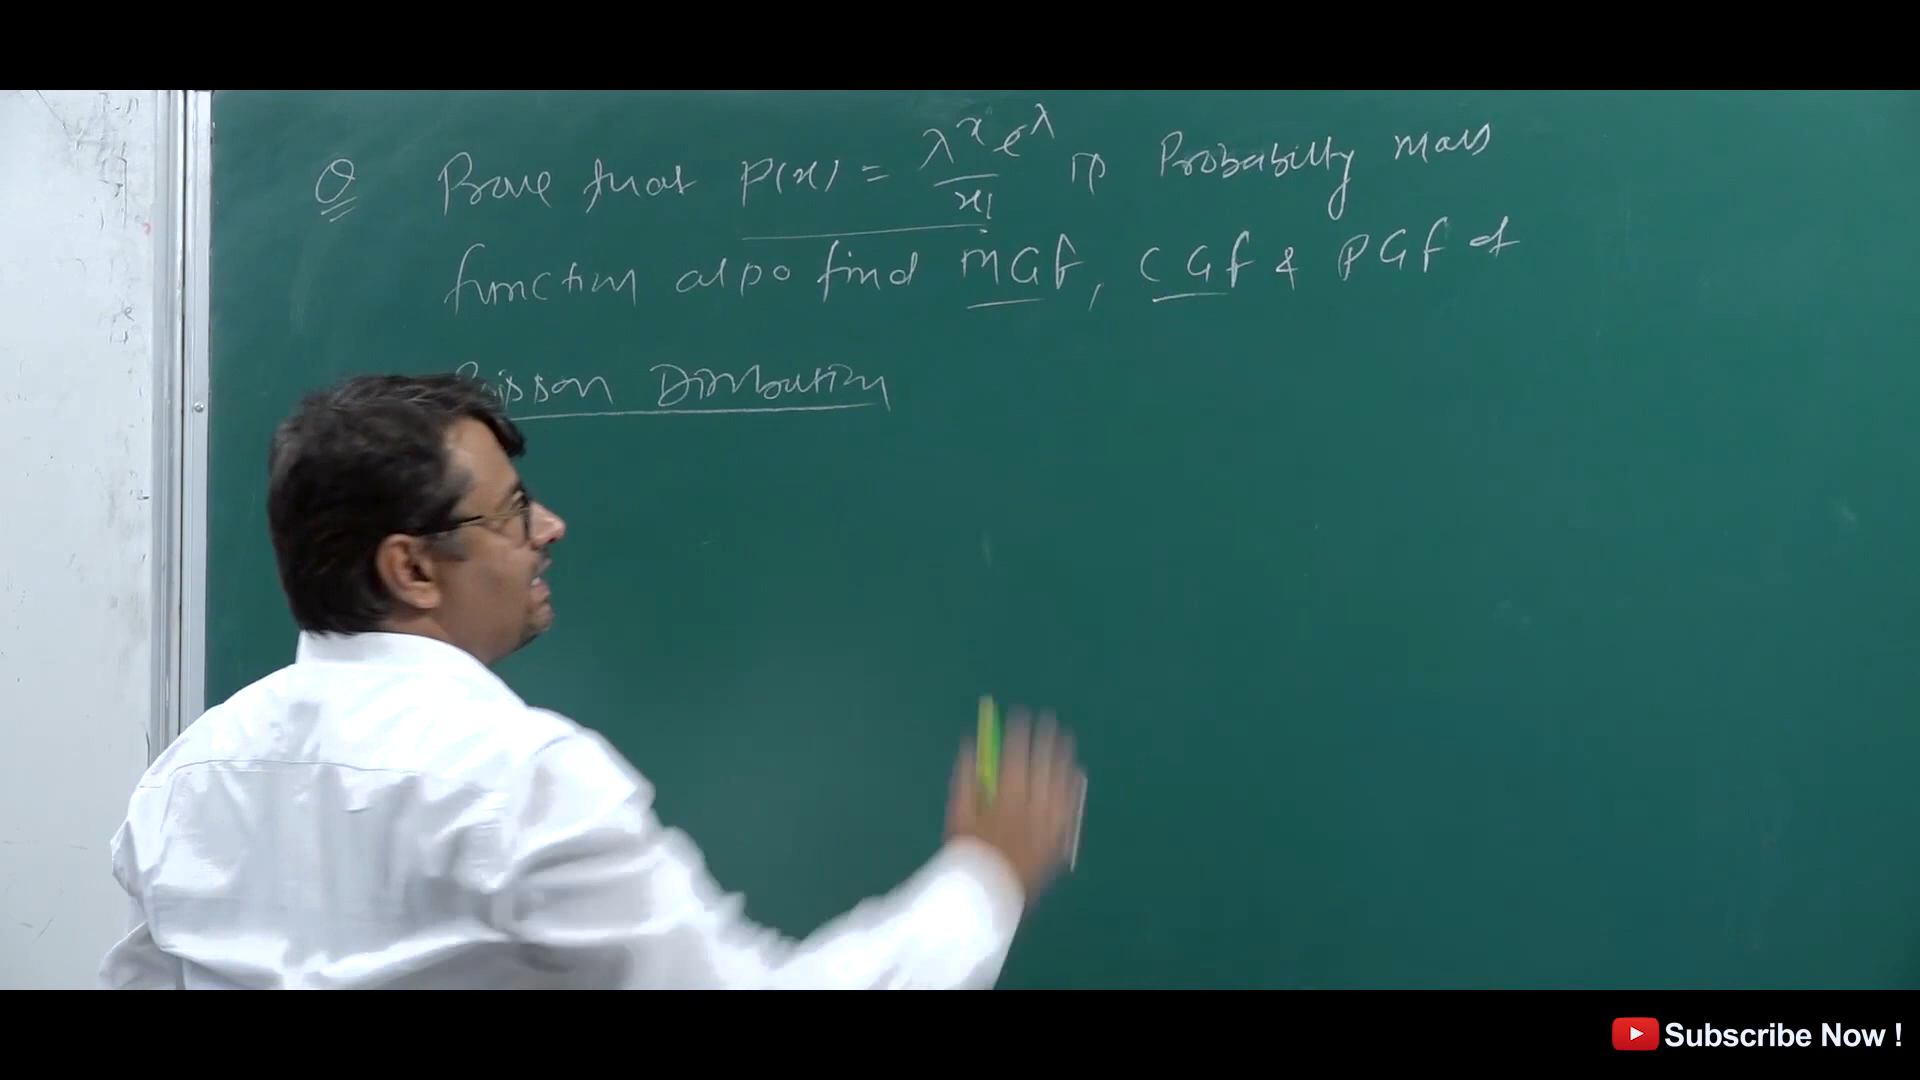 Q Prove that P(x) = λ^x e^λ / x! is Probability mass
function also find MGF, CGF & PGF of
Poisson Distribution
Subscribe Now !